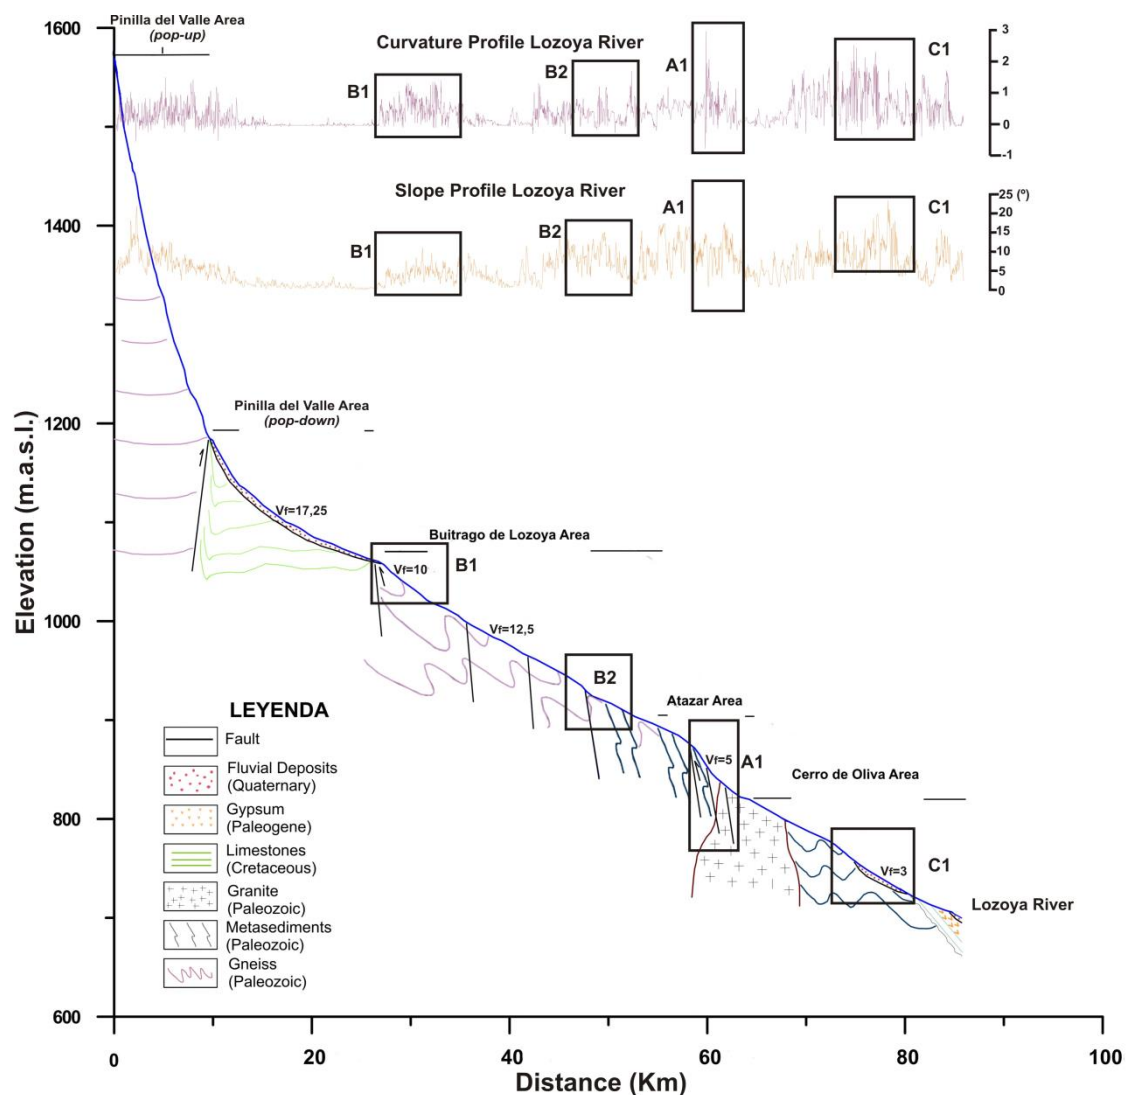 Pinilla del Valle Area
(pop-up)
Curvature Profile Lozoya River
B1
B2
A1
C1
3
2
1
0
-1
Slope Profile Lozoya River
B1
B2
A1
C1
25 (º)
20
15
10
5
0
1600
1400
1200
1000
800
600
Elevation (m.a.s.l.)
Pinilla del Valle Area
(pop-down)
Vf=17,25
Buitrago de Lozoya Area
Vf=10
B1
Vf=12,5
B2
Atazar Area
Vf=5
A1
Cerro de Oliva Area
Vf=3
C1
Lozoya River
LEYENDA
Fault
Fluvial Deposits
(Quaternary)
Gypsum
(Paleogene)
Limestones
(Cretaceous)
Granite
(Paleozoic)
Metasediments
(Paleozoic)
Gneiss
(Paleozoic)
0
20
40
60
80
100
Distance (Km)